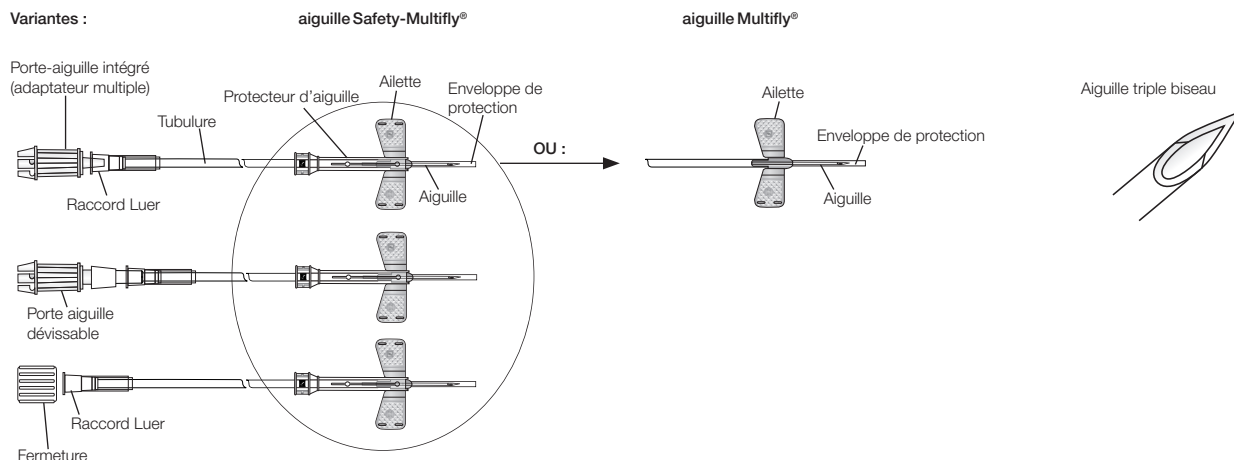 Variantes :
aiguille Safety-Multifly®
aiguille Multifly®
Porte-aiguille intégré
(adaptateur multiple)
Tubulure
Protecteur d'aiguille
Ailette
Enveloppe de
protection
Raccord Luer
Aiguille
OU :
Ailette
Enveloppe de protection
Aiguille
Aiguille triple biseau
Porte aiguille
dévissable
Raccord Luer
Fermeture